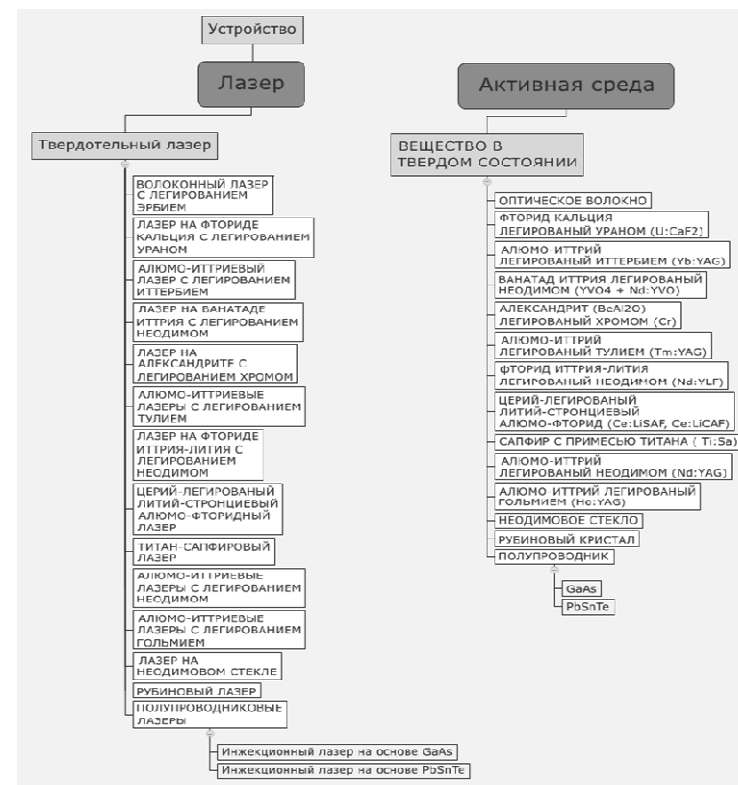 Устройство
Лазер
Твердотельный лазер
ВОЛОКОННЫЙ ЛАЗЕР
С ЛЕГИРОВАНИЕМ
ЭРБИЕМ
ЛАЗЕР НА ФТОРИДЕ
КАЛЬЦИЯ С ЛЕГИРОВАНИЕМ
УРАНОМ
АЛЮМО-ИТТРИЕВЫЙ
ЛАЗЕР С ЛЕГИРОВАНИЕМ
ИТТЕРБИЕМ
ЛАЗЕР НА ВАНАТАДЕ
ИТТРИЯ С ЛЕГИРОВАНИЕМ
НЕОДИМОМ
ЛАЗЕР НА
АЛЕКСАНДРИТЕ С
ЛЕГИРОВАНИЕМ ХРОМОМ
АЛЮМО-ИТТРИЕВЫЕ
ЛАЗЕРЫ С ЛЕГИРОВАНИЕМ
ТУЛИЕМ
ЛАЗЕР НА ФТОРИДЕ
ИТТРИЯ-ЛИТИЯ С
ЛЕГИРОВАНИЕМ
НЕОДИМОМ
ЦЕРИЙ-ЛЕГИРОВАНЫЙ
ЛИТИЙ-СТРОНЦИЕВЫЙ
АЛЮМО-ФТОРИДНЫЙ
ЛАЗЕР
ТИТАН-САПФИРОВЫЙ
ЛАЗЕР
АЛЮМО-ИТТРИЕВЫЕ
ЛАЗЕРЫ С ЛЕГИРОВАНИЕМ
НЕОДИМОМ
АЛЮМО-ИТТРИЕВЫЕ
ЛАЗЕРЫ С ЛЕГИРОВАНИЕМ
ГОЛЬМИЕМ
ЛАЗЕР НА
НЕОДИМОВОМ СТЕКЛЕ
РУБИНОВЫЙ ЛАЗЕР
ПОЛУПРОВОДНИКОВЫЕ
ЛАЗЕРЫ
Инжекционный лазер на основе GaAs
Инжекционный лазер на основе PbSnTe
Активная среда
ВЕЩЕСТВО В
ТВЕРДОМ СОСТОЯНИИ
ОПТИЧЕСКОЕ ВОЛОКНО
ФТОРИД КАЛЬЦИЯ
ЛЕГИРОВАНЫЙ УРАНОМ (U:CaF2)
АЛЮМО-ИТТРИЙ
ЛЕГИРОВАНЫЙ ИТТЕРБИЕМ (Yb:YAG)
ВАНАТАД ИТТРИЯ ЛЕГИРОВАНЫЙ
НЕОДИМОМ (YVO4 + Nd:YVO)
АЛЕКСАНДРИТ (BeAl2O)
ЛЕГИРОВАНЫЙ ХРОМОМ (Cr)
АЛЮМО-ИТТРИЙ
ЛЕГИРОВАНЫЙ ТУЛИЕМ (Tm:YAG)
ФТОРИД ИТТРИЯ-ЛИТИЯ
ЛЕГИРОВАНЫЙ НЕОДИМОМ (Nd:YLF)
ЦЕРИЙ-ЛЕГИРОВАНЫЙ
ЛИТИЙ-СТРОНЦИЕВЫЙ
АЛЮМО-ФТОРИД (Ce:LiSAF, Ce:LiCAF)
САПФИР С ПРИМЕСЬЮ ТИТАНА ( Ti:Sa)
АЛЮМО-ИТТРИЙ
ЛЕГИРОВАНЫЙ НЕОДИМОМ (Nd:YAG)
АЛЮМО-ИТТРИЙ ЛЕГИРОВАНЫЙ
ГОЛЬМИЕМ (Ho:YAG)
НЕОДИМОВОЕ СТЕКЛО
РУБИНОВЫЙ КРИСТАЛ
ПОЛУПРОВОДНИК
GaAs
PbSnTe